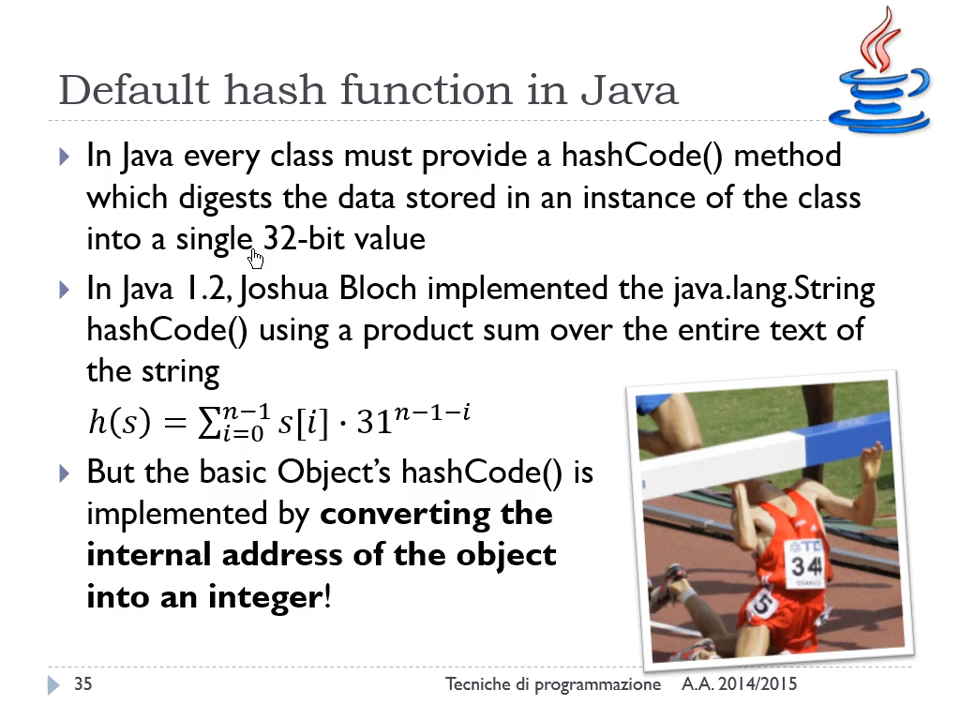 Default hash function in Java
In Java every class must provide a hashCode() method
which digests the data stored in an instance of the class
into a single 32-bit value
In Java 1.2, Joshua Bloch implemented the java.lang.String
hashCode() using a product sum over the entire text of
the string
h(s) = ∑_{i=0}^{n−1} s[i] · 31^{n−1−i}
But the basic Object's hashCode() is
implemented by converting the
internal address of the object
into an integer!
34
5
35 Tecniche di programmazione A.A. 2014/2015